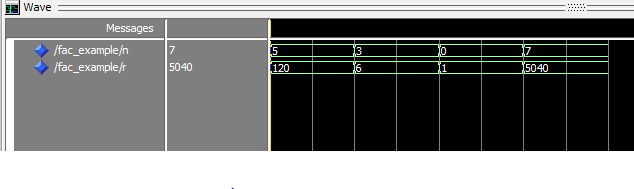 Wave
Messages
/fac_example/n 7 5 3 0 7
/fac_example/r 5040 120 6 1 5040